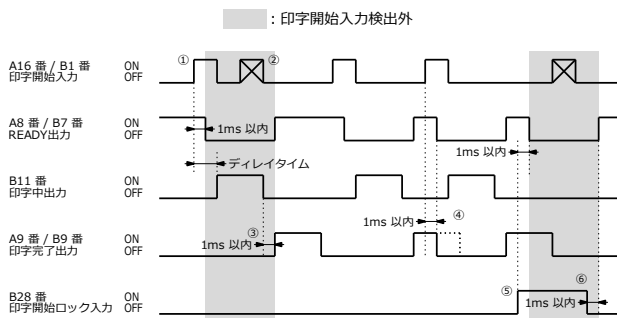 : 印字開始入力検出外
A16 番 / B1 番
印字開始入力
ON
OFF
①
②
A8 番 / B7 番
READY出力
ON
OFF
1ms 以内
1ms 以内
ディレイタイム
B11 番
印字中出力
ON
OFF
1ms 以内
④
A9 番 / B9 番
印字完了出力
ON
OFF
③
1ms 以内
B28 番
印字開始ロック入力
ON
OFF
⑤
⑥
1ms 以内